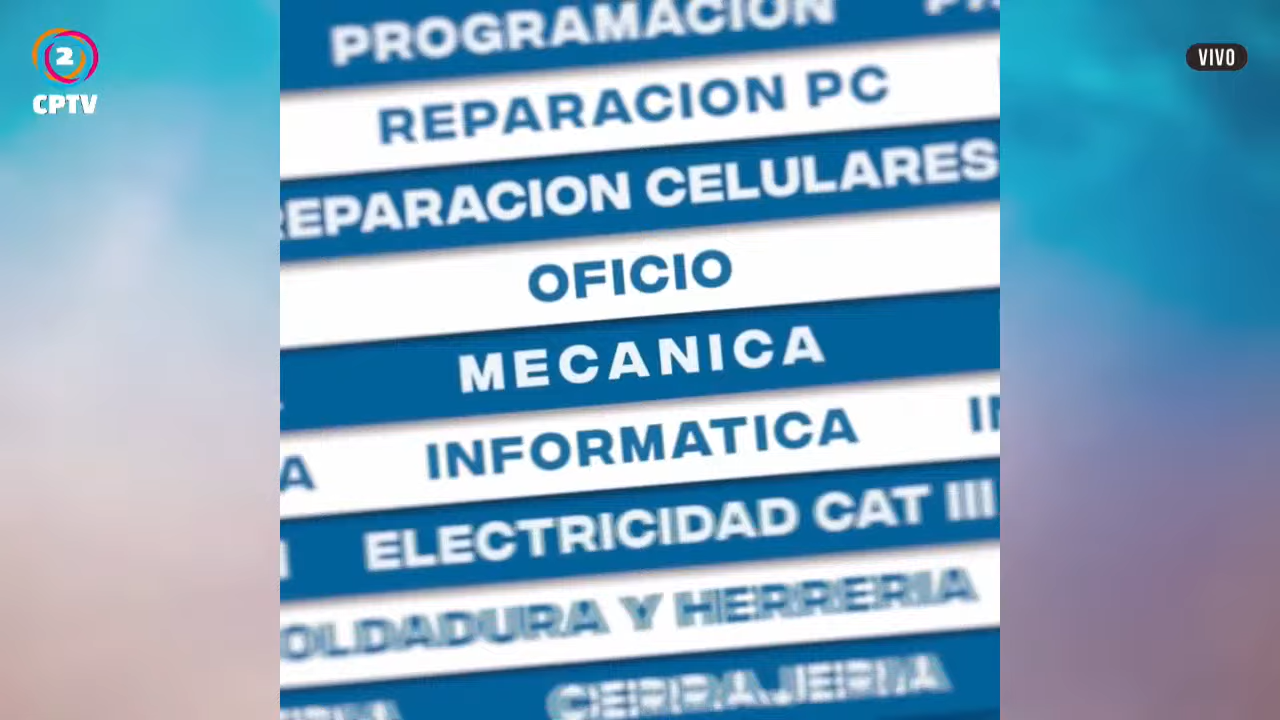 2
CPTV
VIVO
PROGRAMACION
REPARACION PC
REPARACION CELULARES
OFICIO
MECANICA
INFORMATICA
ELECTRICIDAD CAT III
SOLDADURA Y HERRERIA
CERRAJERIA